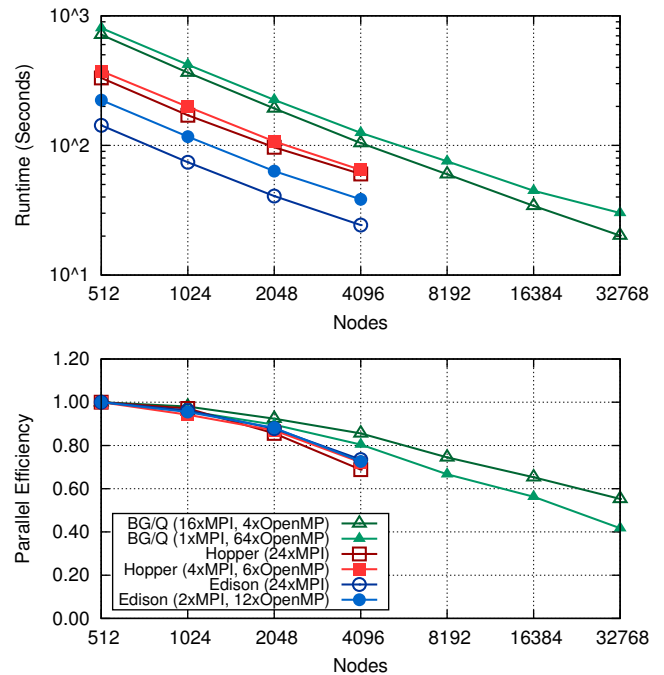 10^3
10^2
10^1
Runtime (Seconds)
512 1024 2048 4096 8192 16384 32768
Nodes
1.20
1.00
0.80
0.60
0.40
0.20
0.00
Parallel Efficiency
BG/Q (16xMPI, 4xOpenMP)
BG/Q (1xMPI, 64xOpenMP)
Hopper (24xMPI)
Hopper (4xMPI, 6xOpenMP)
Edison (24xMPI)
Edison (2xMPI, 12xOpenMP)
512 1024 2048 4096 8192 16384 32768
Nodes